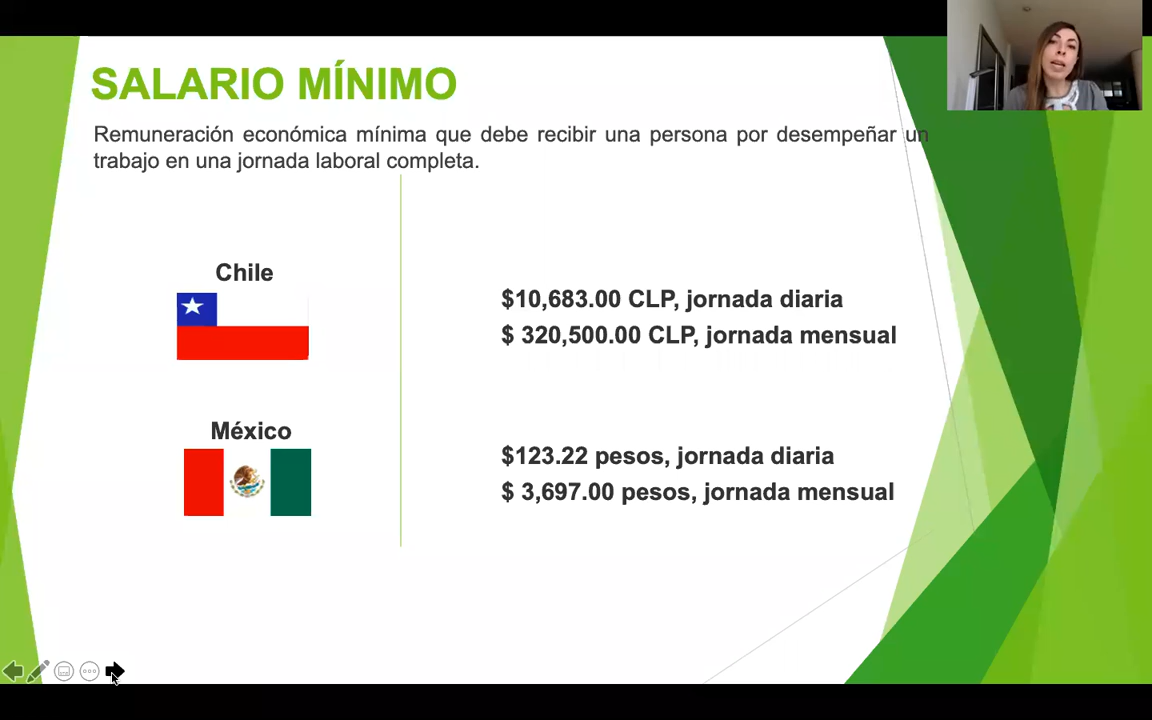 SALARIO MÍNIMO
Remuneración económica mínima que debe recibir una persona por desempeñar un
trabajo en una jornada laboral completa.
Chile
$10,683.00 CLP, jornada diaria
$ 320,500.00 CLP, jornada mensual
México
$123.22 pesos, jornada diaria
$ 3,697.00 pesos, jornada mensual